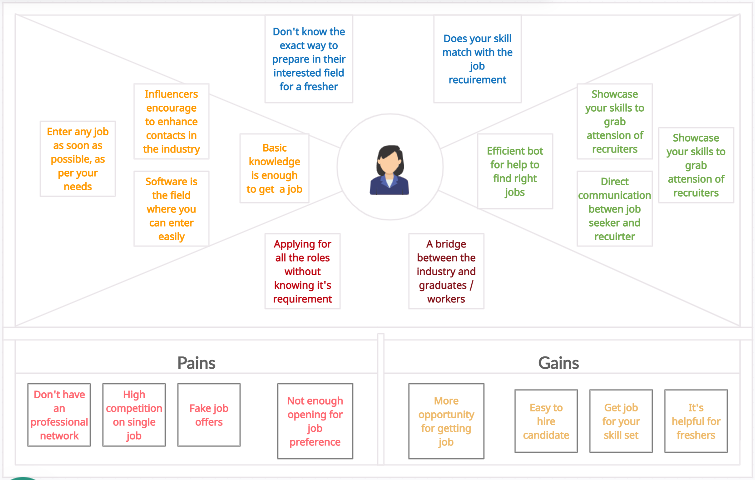 Don't know the
exact way to
prepare in their
interested field
for a fresher
Does your skill
match with the
job
recuirement
Influencers
encourage
to enhance
contacts in
the industry
Enter any job
as soon as
possible, as
per your
needs
Software is
the field
where you
can enter
easily
Basic
knowledge
is enough
to get a job
Efficient bot
for help to
find right
jobs
Showcase
your skills to
grab
attension of
recruiters
Showcase
your skills to
grab
attension of
recruiters
Direct
communication
betwen job
seeker and
recuirter
Applying for
all the roles
without
knowing it's
requirement
A bridge
between the
industry and
graduates /
workers
Pains
Don't have
an
professional
network
High
competition
on single
job
Fake job
offers
Not enough
opening for
job
preference
Gains
More
opportunity
for getting
job
Easy to
hire
candidate
Get job
for your
skill set
It's
helpful for
freshers